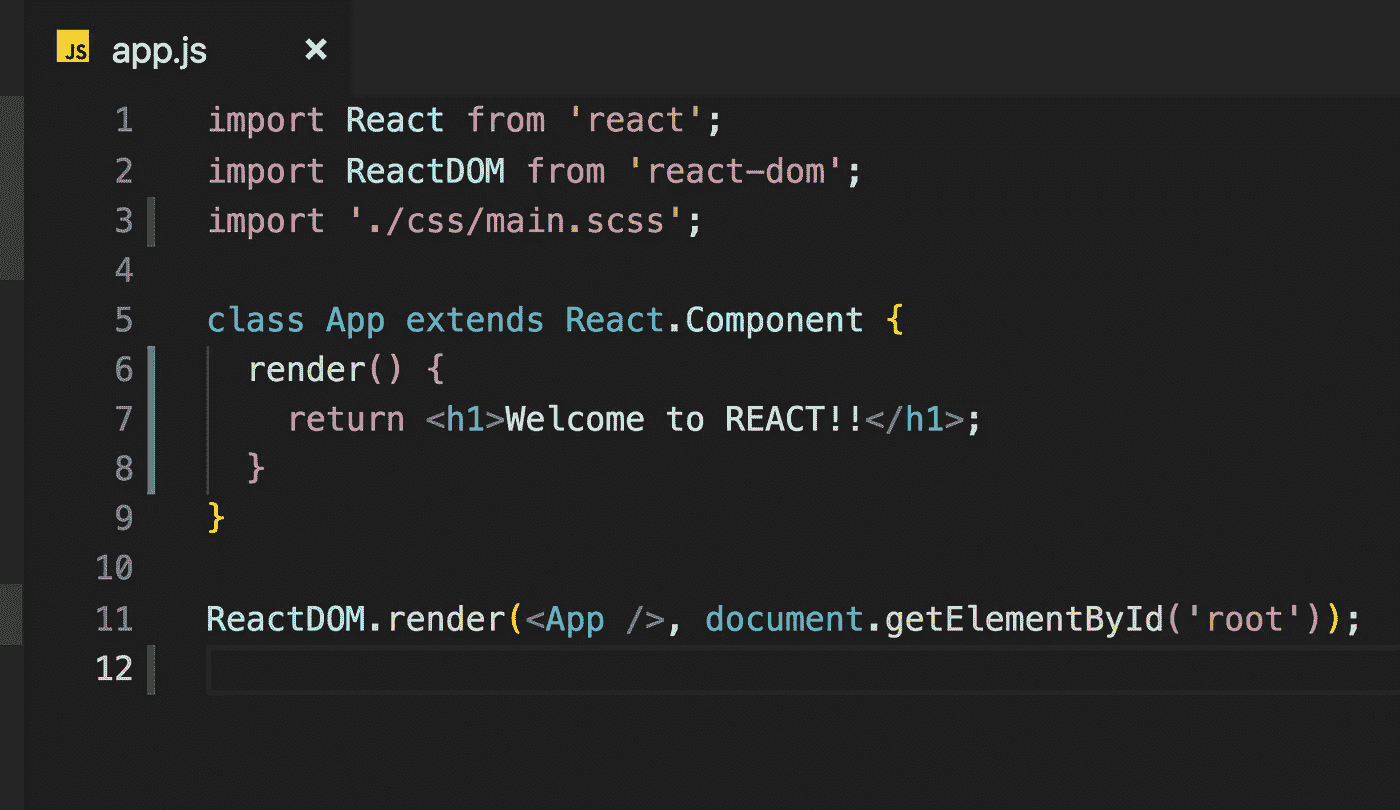 JS app.js ×
1 import React from 'react';
2 import ReactDOM from 'react-dom';
3 import './css/main.scss';
4
5 class App extends React.Component {
6   render() {
7     return <h1>Welcome to REACT!!</h1>;
8   }
9 }
10
11 ReactDOM.render(<App />, document.getElementById('root'));
12